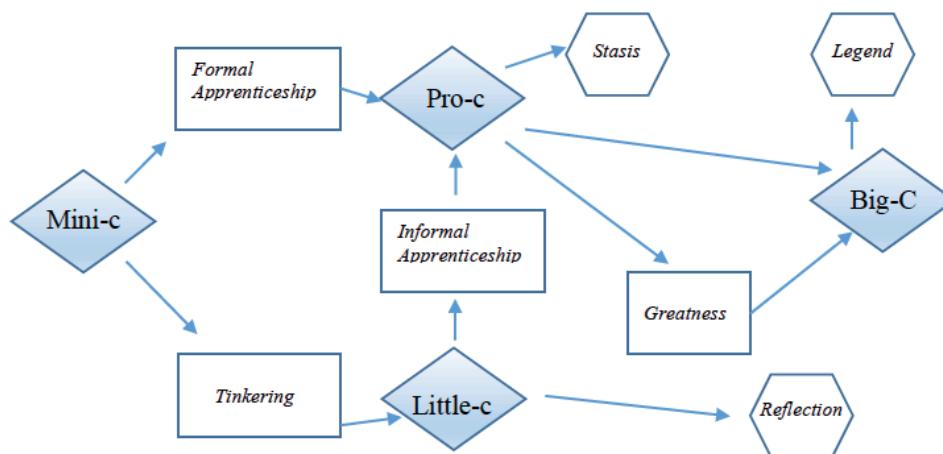 Formal
Apprenticeship
Pro-c
Stasis
Legend
Mini-c
Informal
Apprenticeship
Big-C
Greatness
Tinkering
Little-c
Reflection